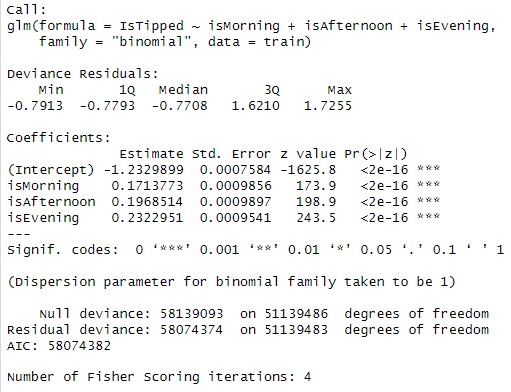 Call:
glm(formula = IsTipped ~ isMorning + isAfternoon + isEvening,
    family = "binomial", data = train)

Deviance Residuals:
    Min      1Q  Median      3Q     Max
-0.7913 -0.7793 -0.7708  1.6210  1.7255

Coefficients:
              Estimate Std. Error z value Pr(>|z|)
(Intercept) -1.2329899  0.0007584 -1625.8   <2e-16 ***
isMorning    0.1713773  0.0009856   173.9   <2e-16 ***
isAfternoon  0.1968514  0.0009897   198.9   <2e-16 ***
isEvening    0.2322951  0.0009541   243.5   <2e-16 ***
---
Signif. codes:  0 ‘***’ 0.001 ‘**’ 0.01 ‘*’ 0.05 ‘.’ 0.1 ‘ ’ 1

(Dispersion parameter for binomial family taken to be 1)

    Null deviance: 58139093  on 51139486  degrees of freedom
Residual deviance: 58074374  on 51139483  degrees of freedom
AIC: 58074382

Number of Fisher Scoring iterations: 4